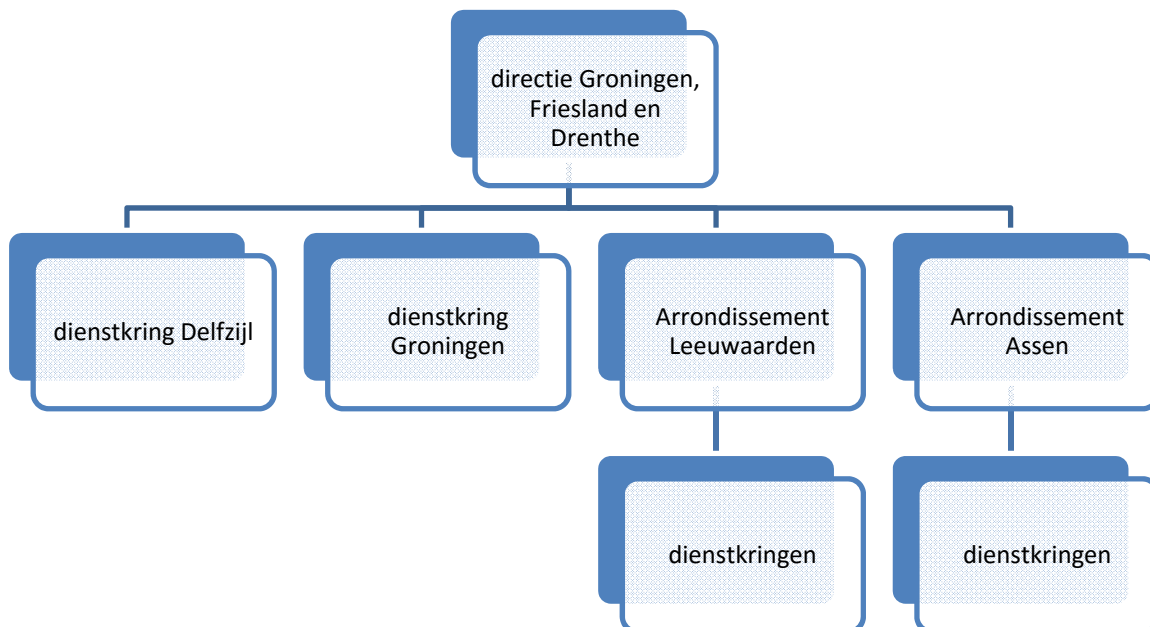 directie Groningen,
Friesland en
Drenthe
dienstkring Delfzijl
dienstkring
Groningen
Arrondissement
Leeuwaarden
Arrondissement
Assen
dienstkringen
dienstkringen